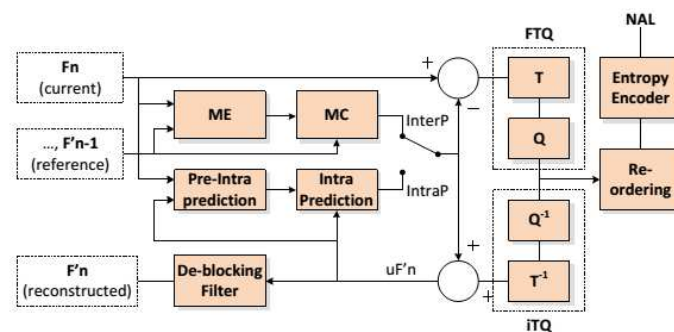 NAL
FTQ
Fn
(current)
+
T
Entropy
Encoder
ME
MC
InterP
−
..., F'n-1
(reference)
Q
Pre-Intra
prediction
Intra
Prediction
IntraP
Re-
ordering
Q⁻¹
+
F'n
(reconstructed)
De-blocking
Filter
uF'n
+
T⁻¹
iTQ